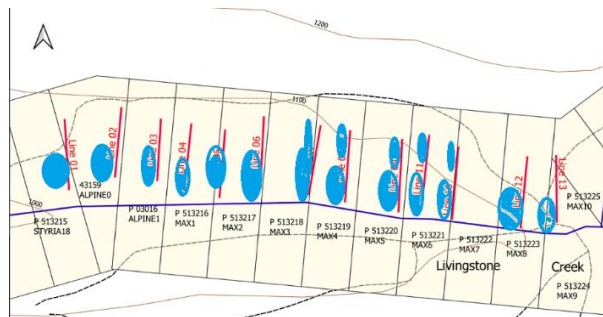 1200
1100
1000
Line 01
Line 02
Line 03
Line 04
Line 06
Line 12
Line 13
P 513215
STYRIA18
43159
ALPINE0
P 03016
ALPINE1
P 513216
MAX1
P 513217
MAX2
P 513218
MAX3
P 513219
MAX4
P 513220
MAX5
P 513221
MAX6
P 513222
MAX7
P 513223
MAX8
P 513224
MAX9
P 513225
MAX10
Livingstone
Creek